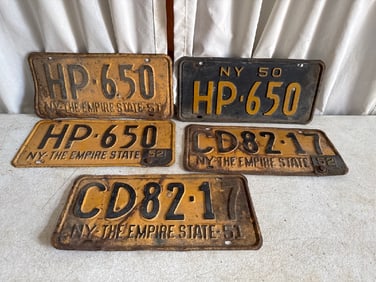 HP·650
NY·THE EMPIRE STATE·51
NY 50
HP·650
HP·650
NY·THE EMPIRE STATE 52
CD82·17
NY·THE EMPIRE STATE 52
CD82·17
NY·THE EMPIRE STATE·51